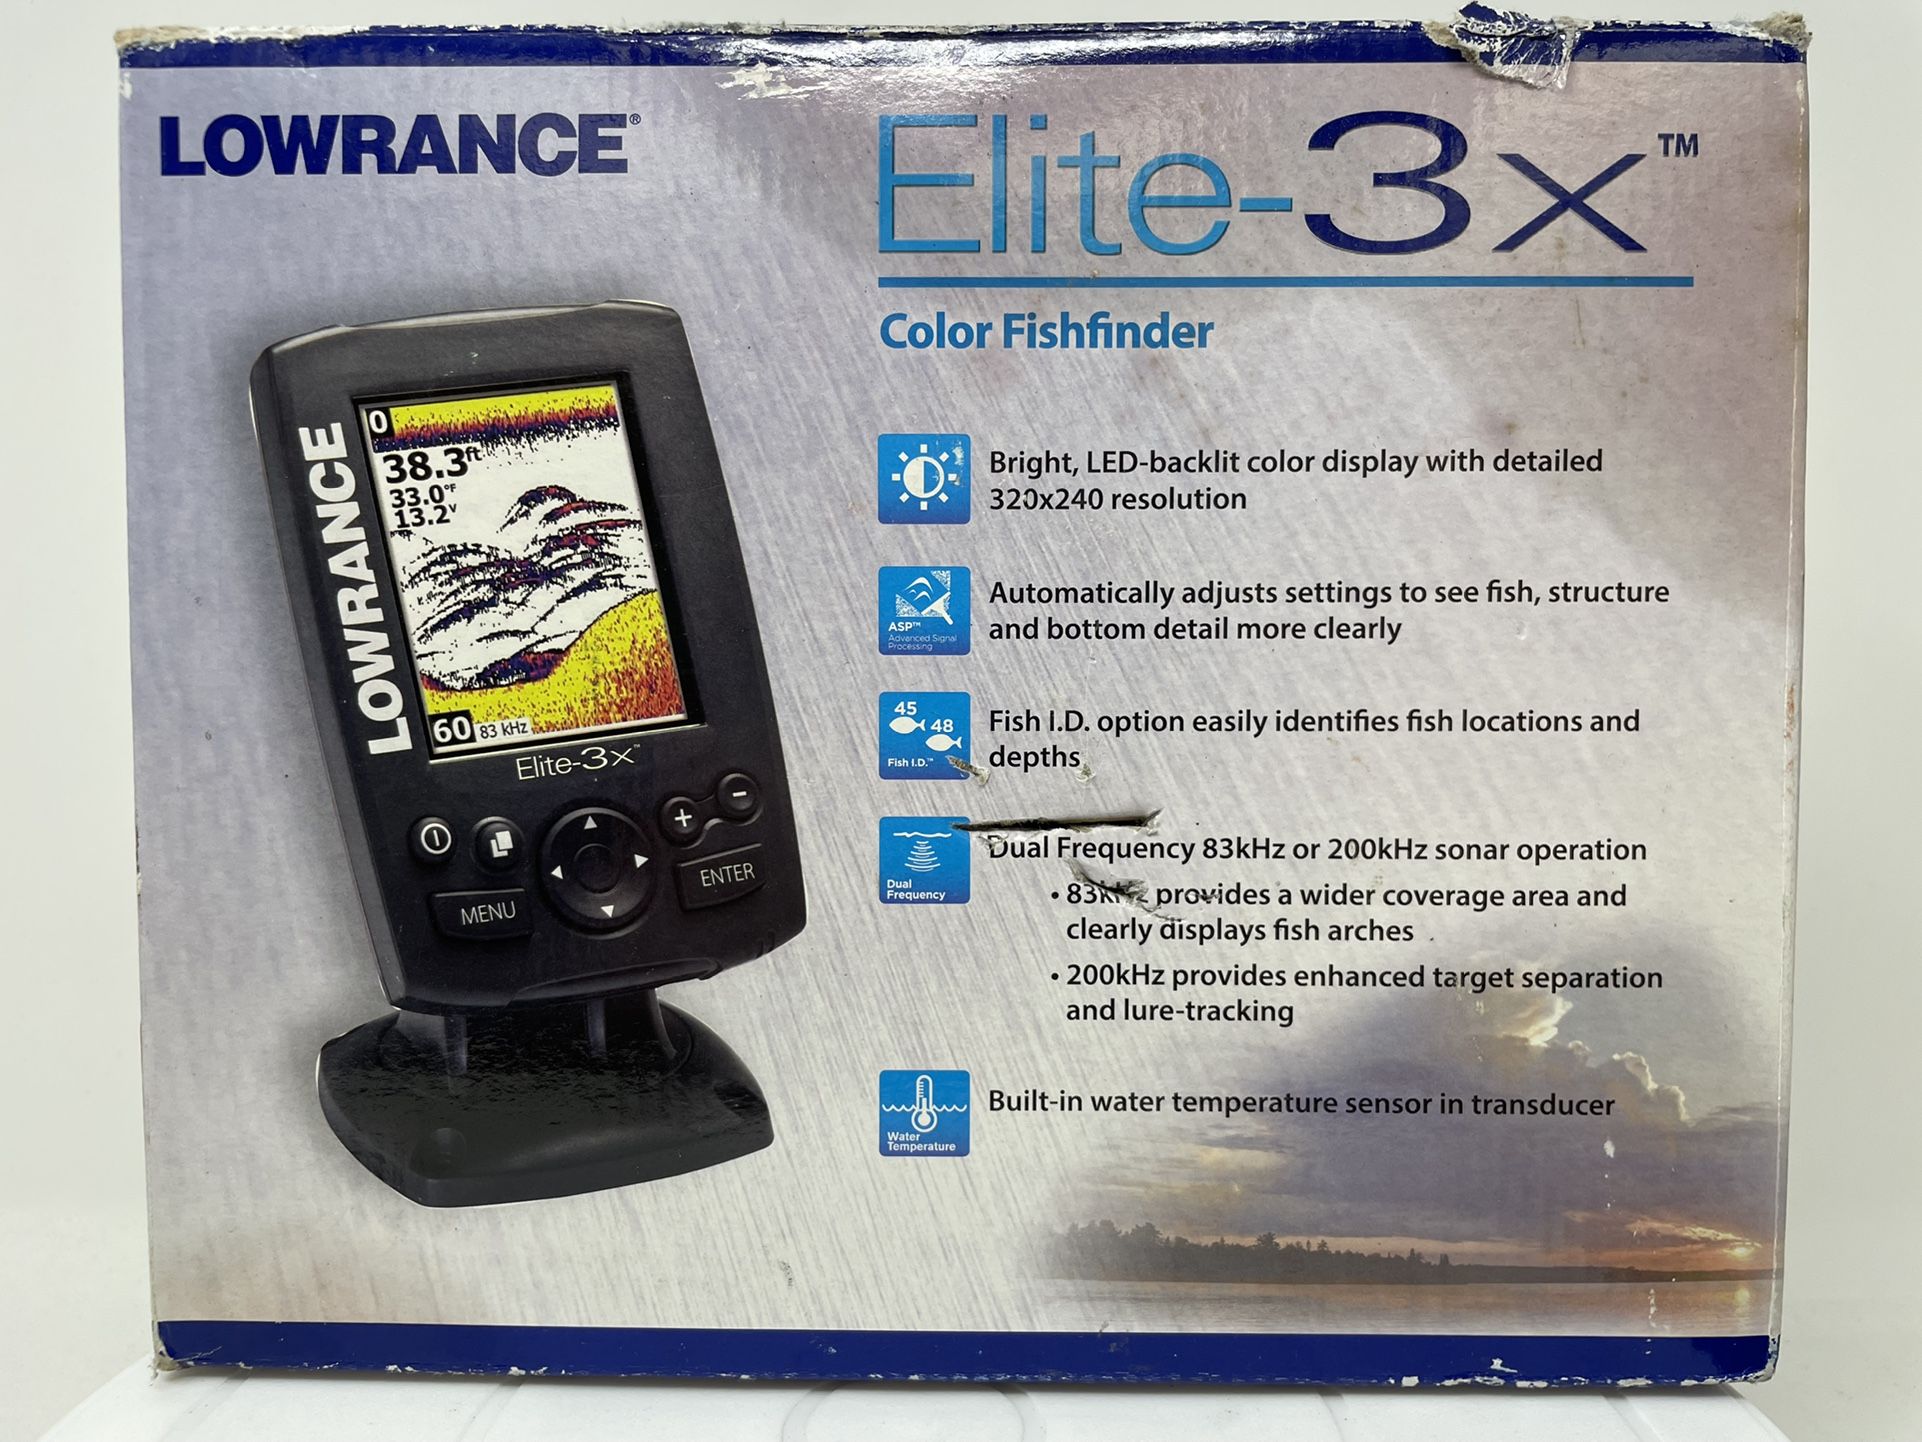 LOWRANCE®
Elite-3x™
Color Fishfinder
LOWRANCE
0
38.3ft
33.0°F
13.2v
60 83 kHz
Elite-3x™
+ -
MENU
ENTER
Bright, LED-backlit color display with detailed
320x240 resolution
ASP™
Advanced Signal
Processing
Automatically adjusts settings to see fish, structure
and bottom detail more clearly
45
48
Fish I.D.™
Fish I.D. option easily identifies fish locations and
depths
Dual
Frequency
Dual Frequency 83kHz or 200kHz sonar operation
• 83kHz provides a wider coverage area and
clearly displays fish arches
• 200kHz provides enhanced target separation
and lure-tracking
Water
Temperature
Built-in water temperature sensor in transducer